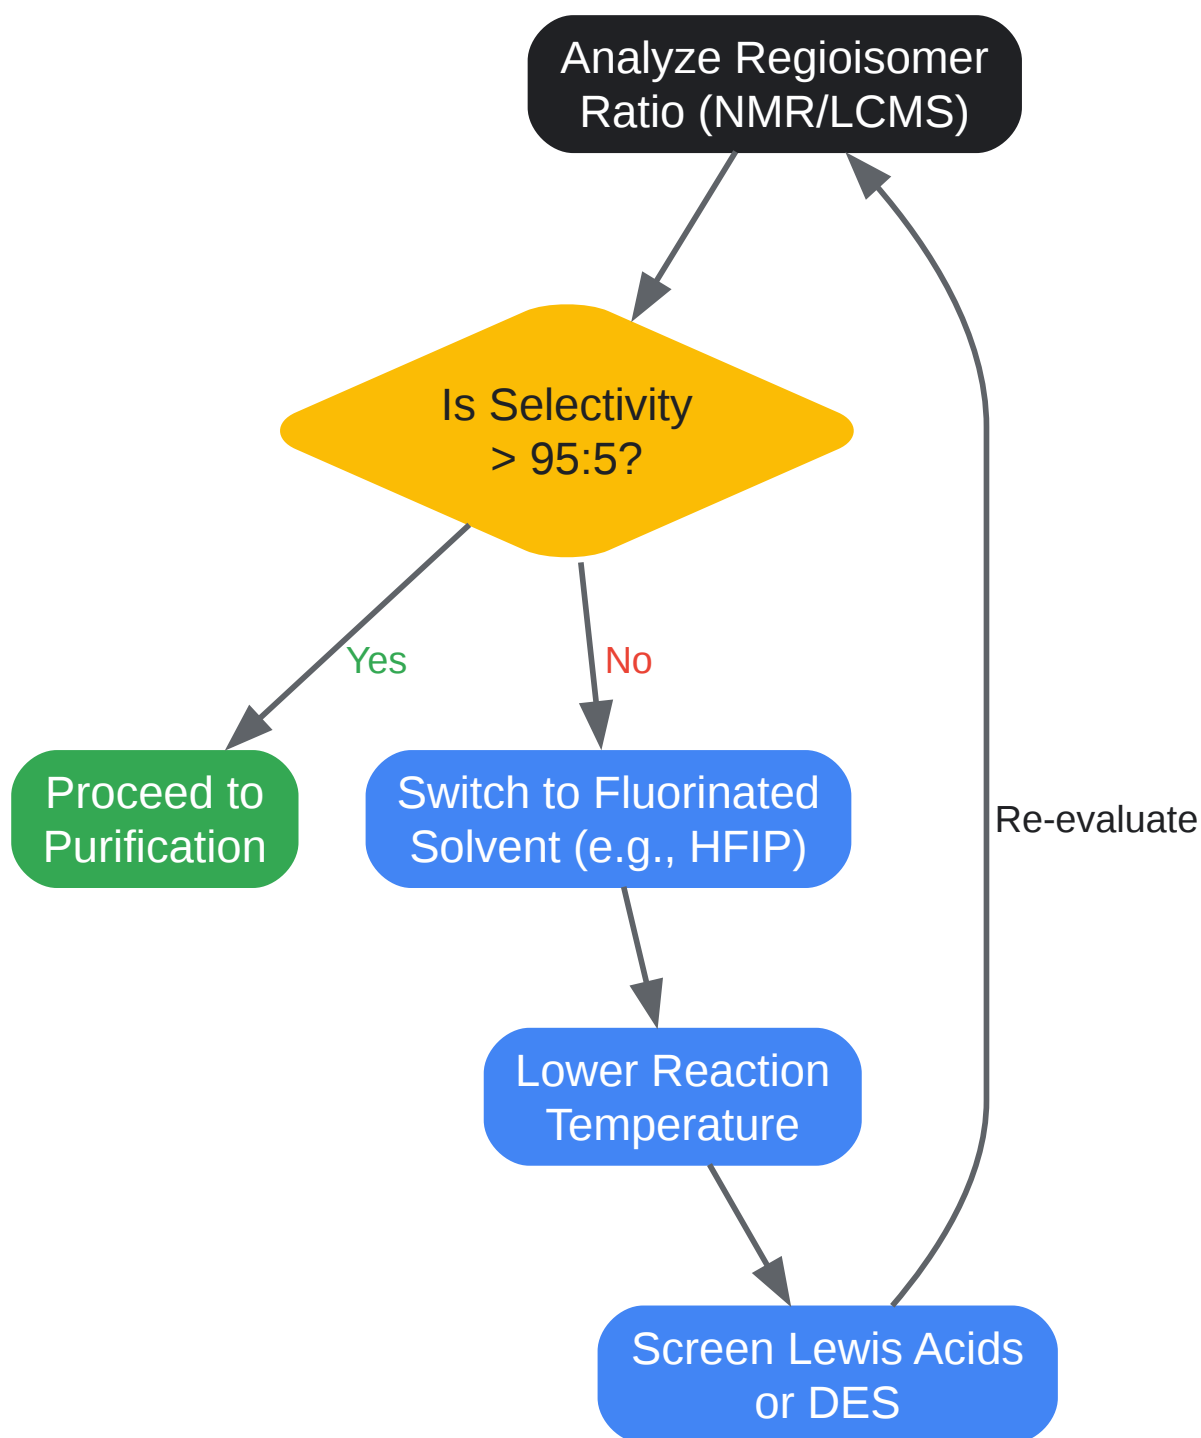 Analyze Regioisomer
Ratio (NMR/LCMS)
Is Selectivity
> 95:5?
Yes
No
Proceed to
Purification
Switch to Fluorinated
Solvent (e.g., HFIP)
Re-evaluate
Lower Reaction
Temperature
Screen Lewis Acids
or DES